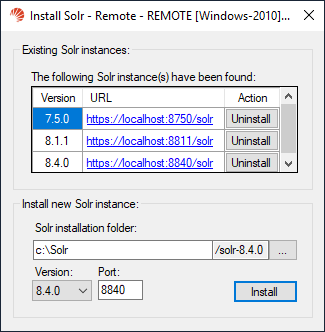 Install Solr - Remote - REMOTE [Windows-2010]...
Existing Solr instances:
The following Solr instance(s) have been found:
Version URL Action
7.5.0 https://localhost:8750/solr Uninstall
8.1.1 https://localhost:8811/solr Uninstall
8.4.0 https://localhost:8840/solr Uninstall
Install new Solr instance:
Solr installation folder:
c:\Solr /solr-8.4.0 ...
Version: Port:
8.4.0 8840 Install